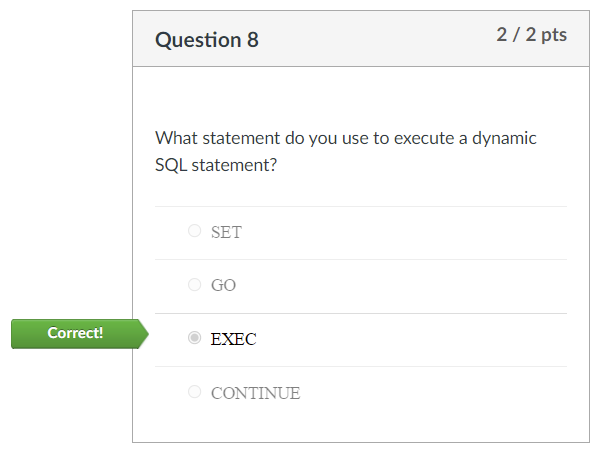 Question 8
2 / 2 pts
What statement do you use to execute a dynamic
SQL statement?
SET
GO
Correct!
EXEC
CONTINUE